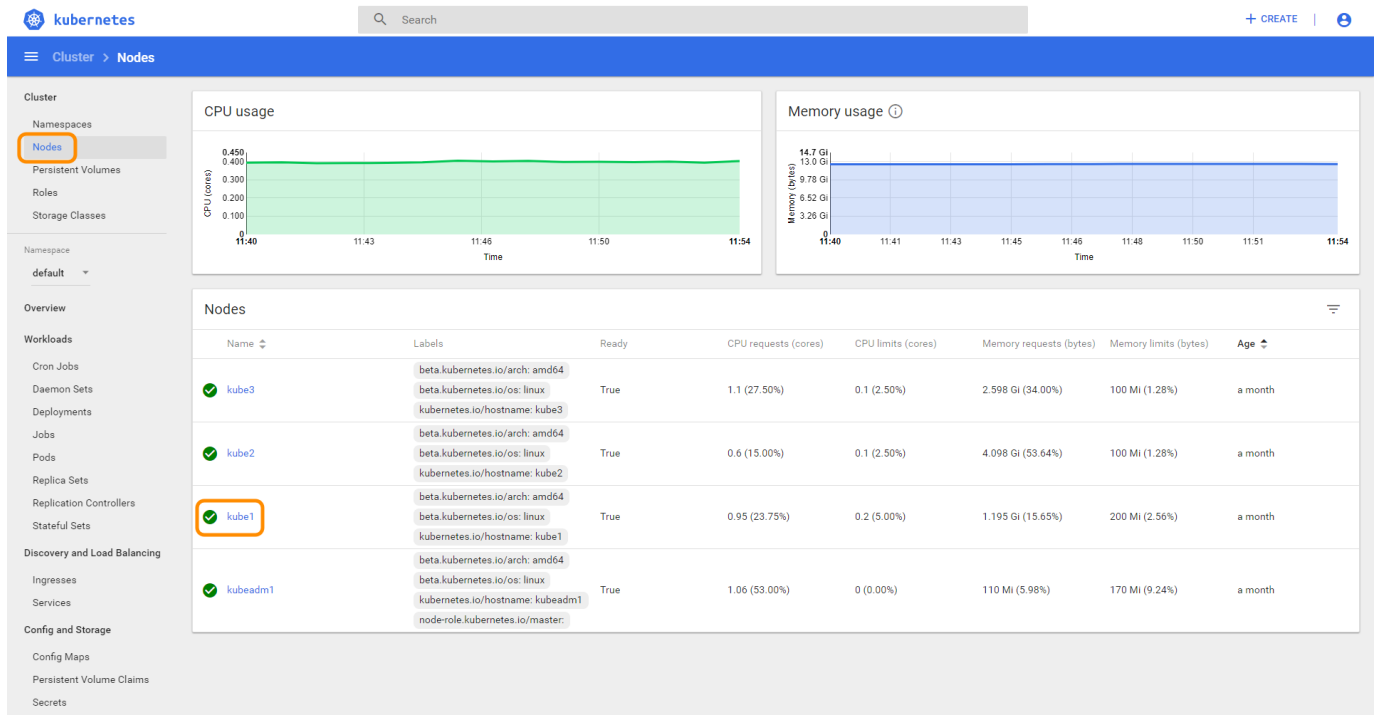 kubernetes
Search
+ CREATE
Cluster > Nodes
Cluster
Namespaces
Nodes
Persistent Volumes
Roles
Storage Classes
Namespace
default
Overview
Workloads
Cron Jobs
Daemon Sets
Deployments
Jobs
Pods
Replica Sets
Replication Controllers
Stateful Sets
Discovery and Load Balancing
Ingresses
Services
Config and Storage
Config Maps
Persistent Volume Claims
Secrets
CPU usage
CPU (cores)
0.450
0.400
0.300
0.200
0.100
0
11:40 11:43 11:46 11:50 11:54
Time
Memory usage
Memory (bytes)
14.7 Gi
13.0 Gi
9.78 Gi
6.52 Gi
3.26 Gi
0
11:40 11:41 11:43 11:45 11:46 11:48 11:50 11:51 11:54
Time
Nodes
Name Labels Ready CPU requests (cores) CPU limits (cores) Memory requests (bytes) Memory limits (bytes) Age
beta.kubernetes.io/arch: amd64
kube3 beta.kubernetes.io/os: linux True 1.1 (27.50%) 0.1 (2.50%) 2.598 Gi (34.00%) 100 Mi (1.28%) a month
kubernetes.io/hostname: kube3
beta.kubernetes.io/arch: amd64
kube2 beta.kubernetes.io/os: linux True 0.6 (15.00%) 0.1 (2.50%) 4.098 Gi (53.64%) 100 Mi (1.28%) a month
kubernetes.io/hostname: kube2
beta.kubernetes.io/arch: amd64
kube1 beta.kubernetes.io/os: linux True 0.95 (23.75%) 0.2 (5.00%) 1.195 Gi (15.65%) 200 Mi (2.56%) a month
kubernetes.io/hostname: kube1
beta.kubernetes.io/arch: amd64
beta.kubernetes.io/os: linux
kubeadm1 True 1.06 (53.00%) 0 (0.00%) 110 Mi (5.98%) 170 Mi (9.24%) a month
kubernetes.io/hostname: kubeadm1
node-role.kubernetes.io/master: